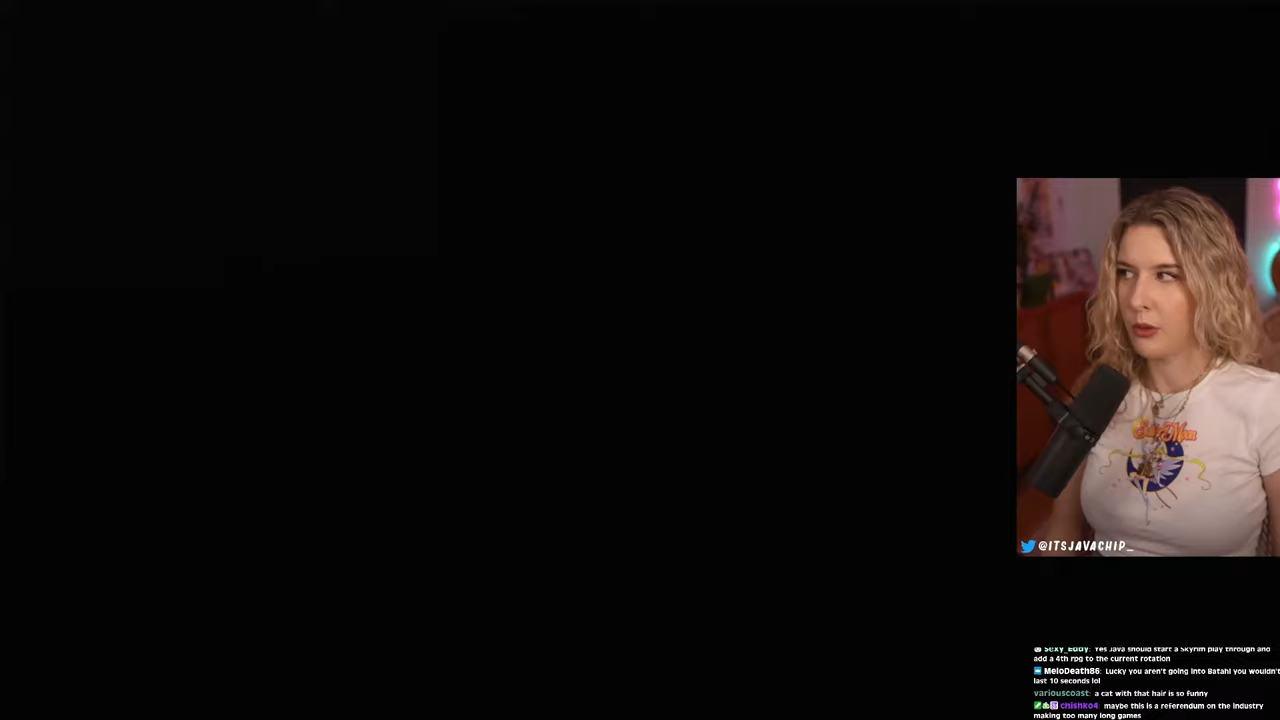 Sailor Moon
@ITSJAVACHIP_
Sexy_Eddy: Yes Java should start a Skyrim play through and
add a 4th rpg to the current rotation
MeloDeath86: Lucky you aren't going into Batahl you wouldn't
last 10 seconds lol
variouscoast: a cat with that hair is so funny
chishko4: maybe this is a referendum on the industry
making too many long games